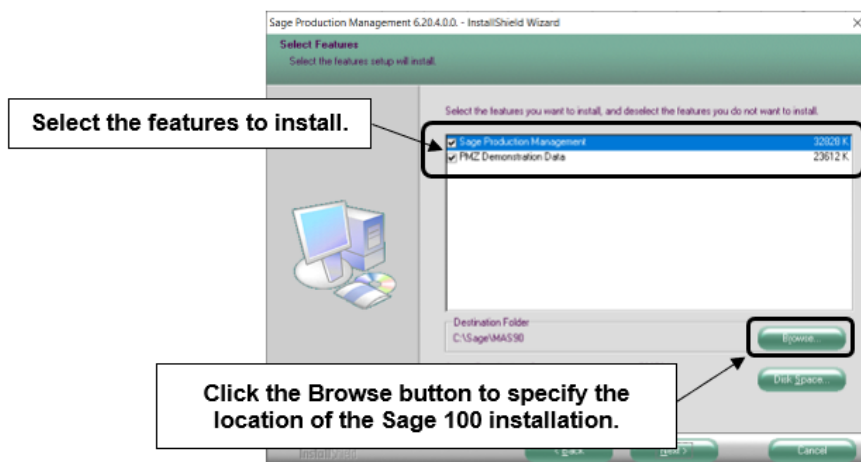 Sage Production Management 6.20.4.0.0. - InstallShield Wizard
Select Features
Select the features setup will install.
Select the features you want to install, and deselect the features you do not want to install.
Select the features to install.
Sage Production Management 32828 K
PMZ Demonstration Data 23612 K
Destination Folder
C:\Sage\MAS90
Browse...
Disk Space...
Click the Browse button to specify the
location of the Sage 100 installation.
InstallShield
< Back Next > Cancel